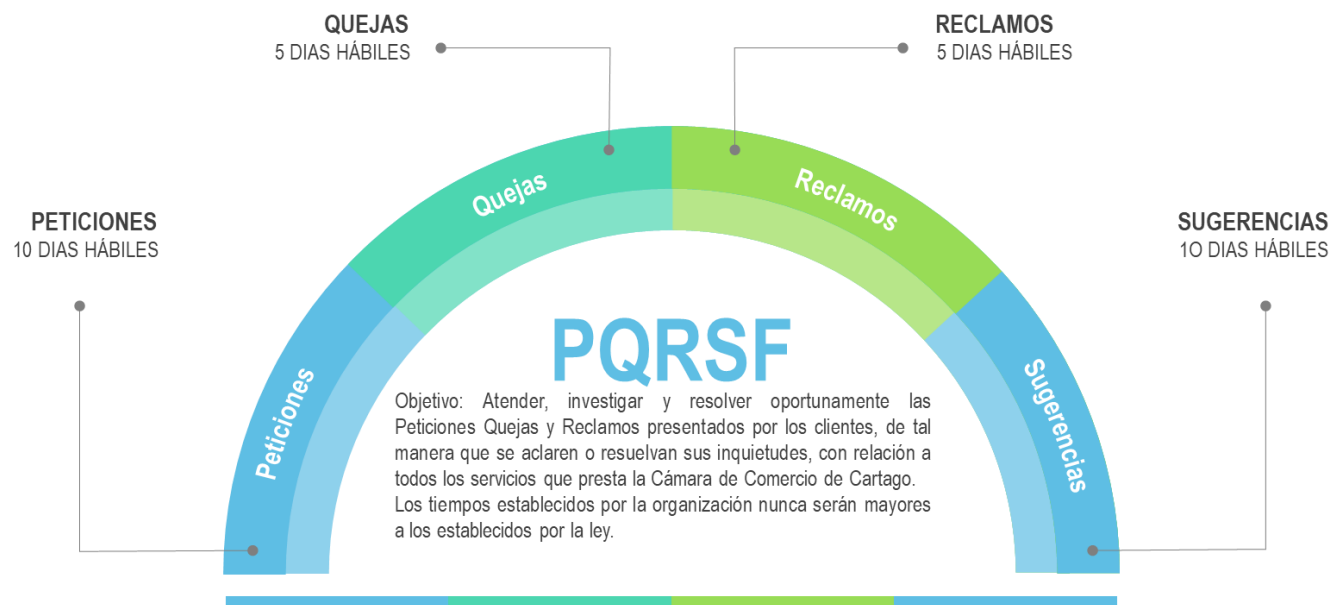 QUEJAS
5 DIAS HÁBILES
RECLAMOS
5 DIAS HÁBILES
PETICIONES
10 DIAS HÁBILES
SUGERENCIAS
1O DIAS HÁBILES
Peticiones
Quejas
Reclamos
Sugerencias
PQRSF
Objetivo: Atender, investigar y resolver oportunamente las
Peticiones Quejas y Reclamos presentados por los clientes, de tal
manera que se aclaren o resuelvan sus inquietudes, con relación a
todos los servicios que presta la Cámara de Comercio de Cartago.
Los tiempos establecidos por la organización nunca serán mayores
a los establecidos por la ley.